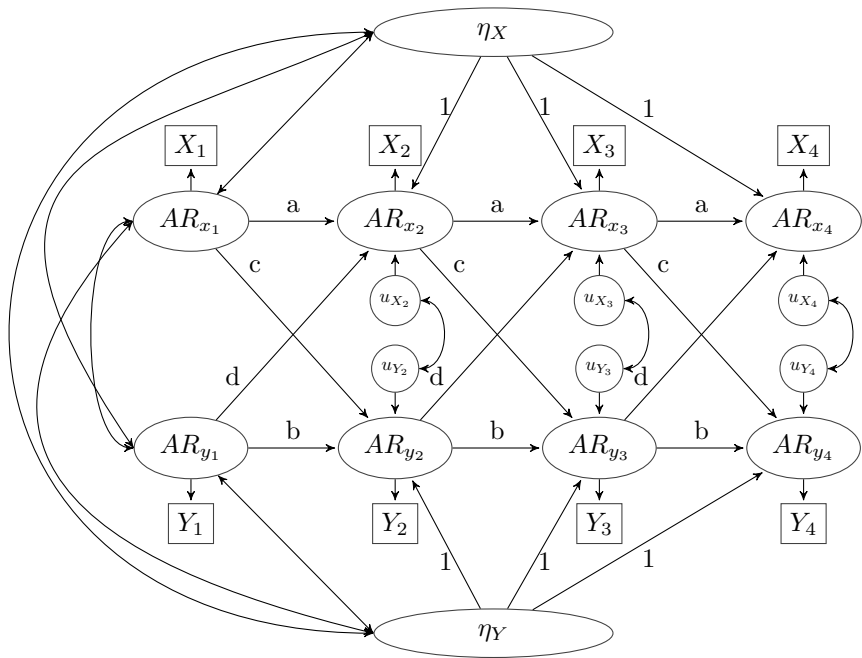 η_X
1 1 1
X_1 X_2 X_3 X_4
a a a
AR_{x_1} AR_{x_2} AR_{x_3} AR_{x_4}
c c c
u_{X_2} u_{X_3} u_{X_4}
u_{Y_2} u_{Y_3} u_{Y_4}
d d d
b b b
AR_{y_1} AR_{y_2} AR_{y_3} AR_{y_4}
Y_1 Y_2 Y_3 Y_4
1 1 1
η_Y